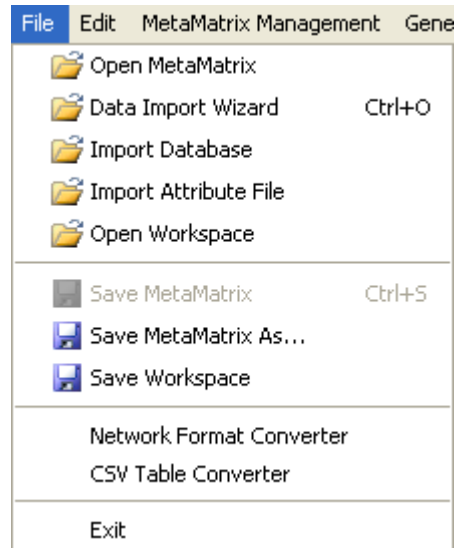 File Edit MetaMatrix Management Gene
Open MetaMatrix
Data Import Wizard Ctrl+O
Import Database
Import Attribute File
Open Workspace
Save MetaMatrix Ctrl+S
Save MetaMatrix As...
Save Workspace
Network Format Converter
CSV Table Converter
Exit